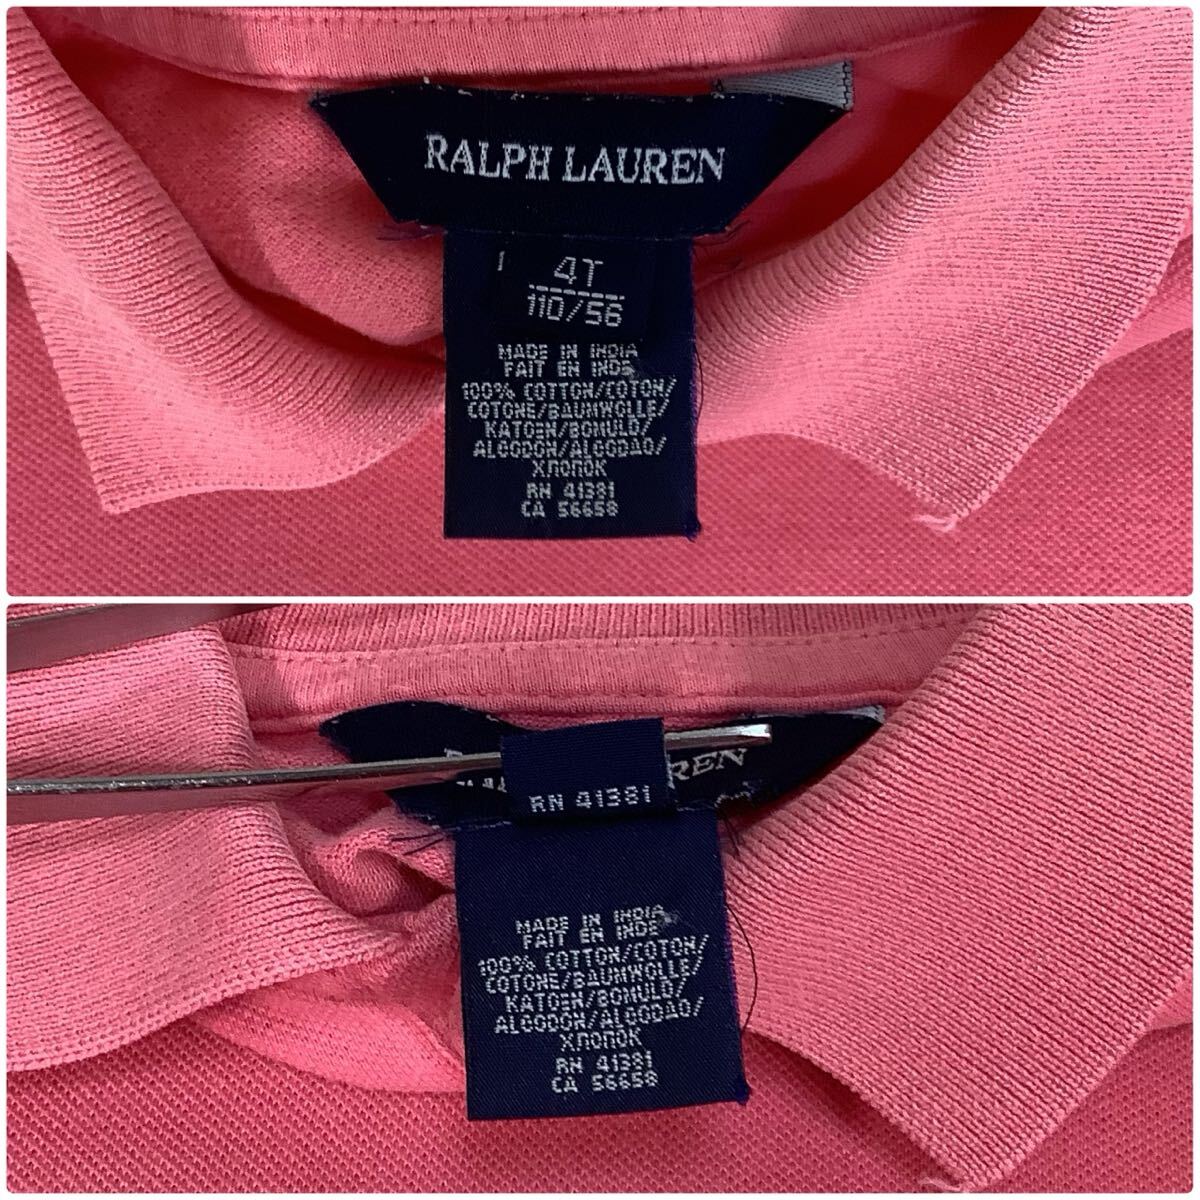 RALPH LAUREN
1
4T
110/56
MADE IN INDIA
FAIT EN INDE
100% COTTON/COTON/
COTONE/BAUMWOLLE/
KATOEN/BOMULD/
ALGODON/ALGODAO/
ХЛОПОК
RN 41381
CA 56658
REN
RN 41381
MADE IN INDIA
FAIT EN INDE
100% COTTON/COTON/
COTONE/BAUMWOLLE/
KATOEN/BOMULD/
ALGODON/ALGODAO/
ХЛОПОК
RN 41381
CA 56658